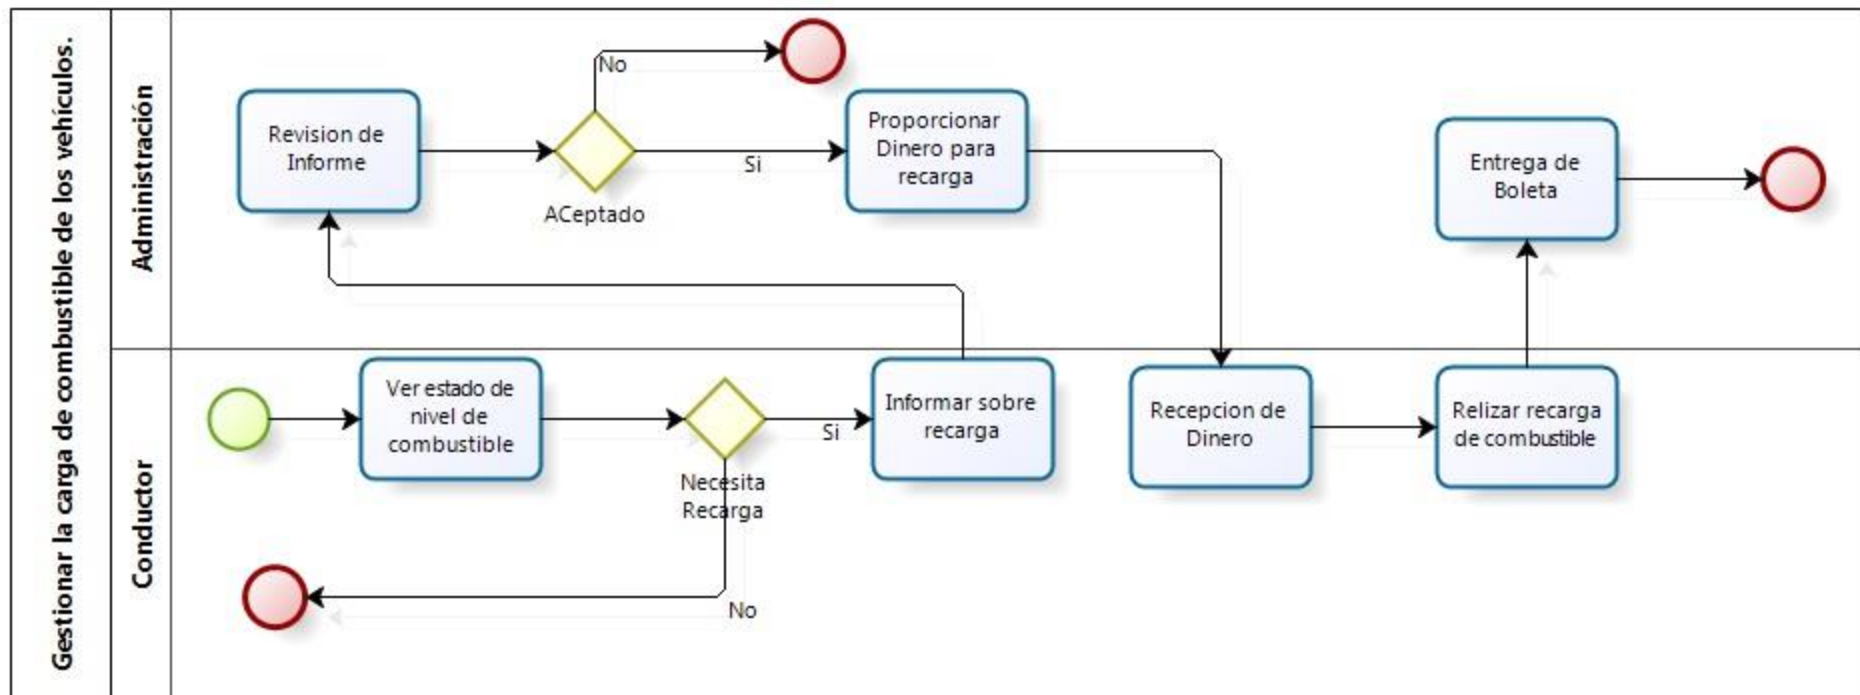 Gestionar la carga de combustible de los vehículos.
Administración
No
Revision de
Informe
Si
ACeptado
Proporcionar
Dinero para
recarga
Entrega de
Boleta
Conductor
Ver estado de
nivel de
combustible
Si
Necesita
Recarga
No
Informar sobre
recarga
Recepcion de
Dinero
Relizar recarga
de combustible